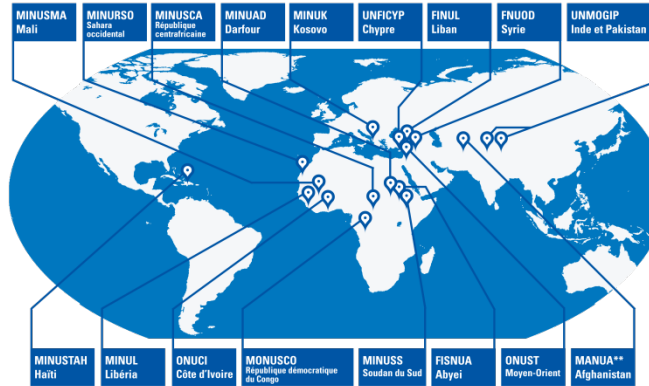 MINUSMA
Mali
MINURSO
Sahara
occidental
MINUSCA
République
centrafricaine
MINUAD
Darfour
MINUK
Kosovo
UNFICYP
Chypre
FINUL
Liban
FNUOD
Syrie
UNMOGIP
Inde et Pakistan
MINUSTAH
Haïti
MINUL
Libéria
ONUCI
Côte d'Ivoire
MONUSCO
République démocratique
du Congo
MINUSS
Soudan du Sud
FISNUA
Abyei
ONUST
Moyen-Orient
MANUA**
Afghanistan